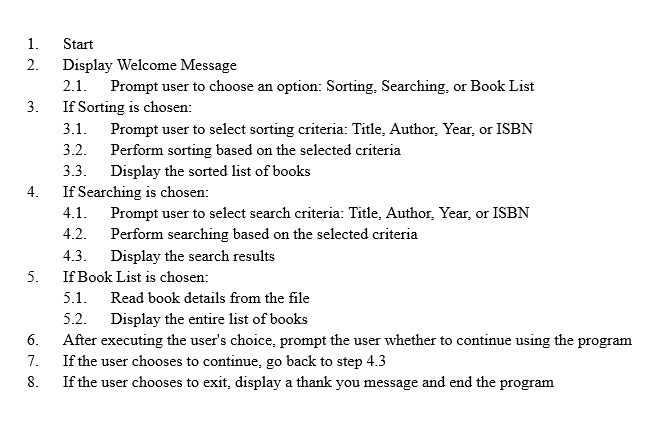 1. Start
2. Display Welcome Message
2.1. Prompt user to choose an option: Sorting, Searching, or Book List
3. If Sorting is chosen:
3.1. Prompt user to select sorting criteria: Title, Author, Year, or ISBN
3.2. Perform sorting based on the selected criteria
3.3. Display the sorted list of books
4. If Searching is chosen:
4.1. Prompt user to select search criteria: Title, Author, Year, or ISBN
4.2. Perform searching based on the selected criteria
4.3. Display the search results
5. If Book List is chosen:
5.1. Read book details from the file
5.2. Display the entire list of books
6. After executing the user's choice, prompt the user whether to continue using the program
7. If the user chooses to continue, go back to step 4.3
8. If the user chooses to exit, display a thank you message and end the program